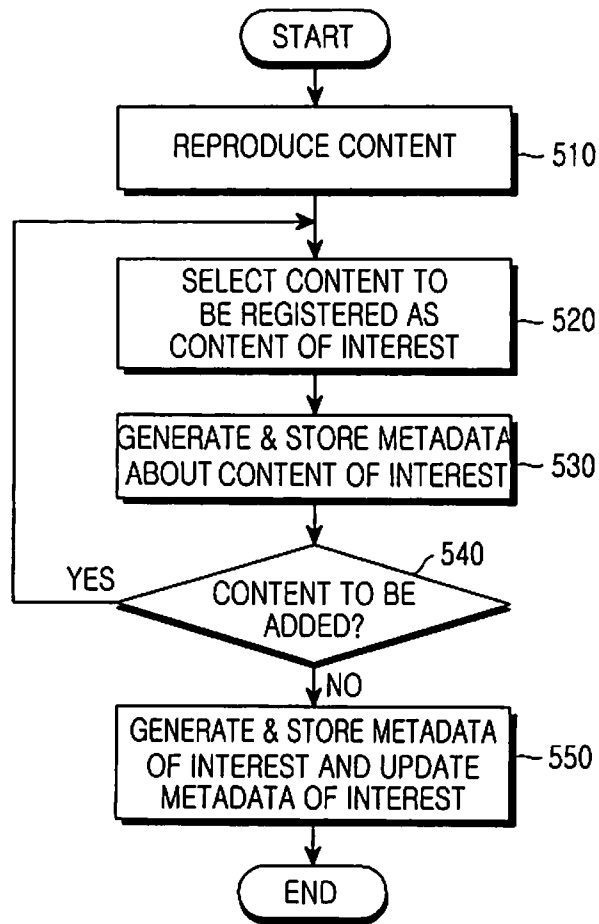 START
REPRODUCE CONTENT
510
SELECT CONTENT TO
BE REGISTERED AS
CONTENT OF INTEREST
520
GENERATE & STORE METADATA
ABOUT CONTENT OF INTEREST
530
540
YES
CONTENT TO BE
ADDED?
NO
GENERATE & STORE METADATA
OF INTEREST AND UPDATE
METADATA OF INTEREST
550
END